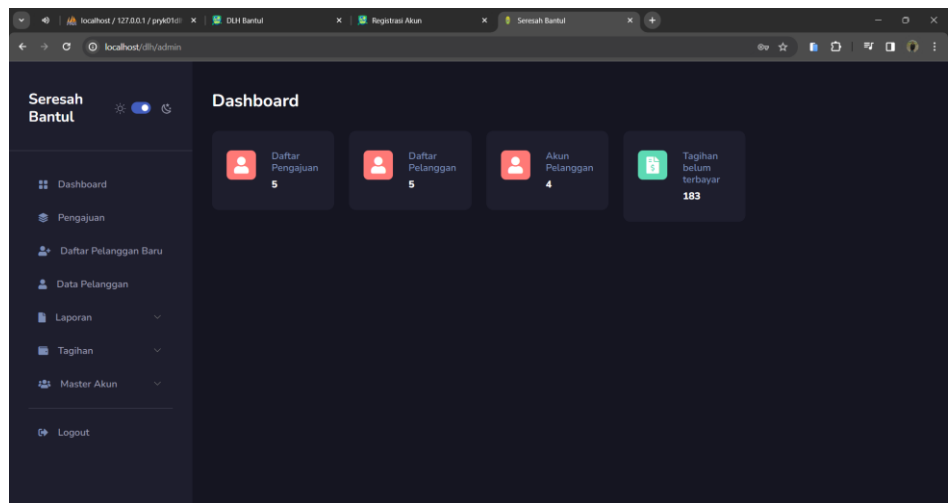 localhost / 127.0.0.1 / pryk01d
DLH Bantul
Registrasi Akun
Seresah Bantul
localhost/dlh/admin
Seresah
Bantul
Dashboard
Pengajuan
Daftar Pelanggan Baru
Data Pelanggan
Laporan
Tagihan
Master Akun
Logout
Dashboard
Daftar
Pengajuan
5
Daftar
Pelanggan
5
Akun
Pelanggan
4
Tagihan
belum
terbayar
183